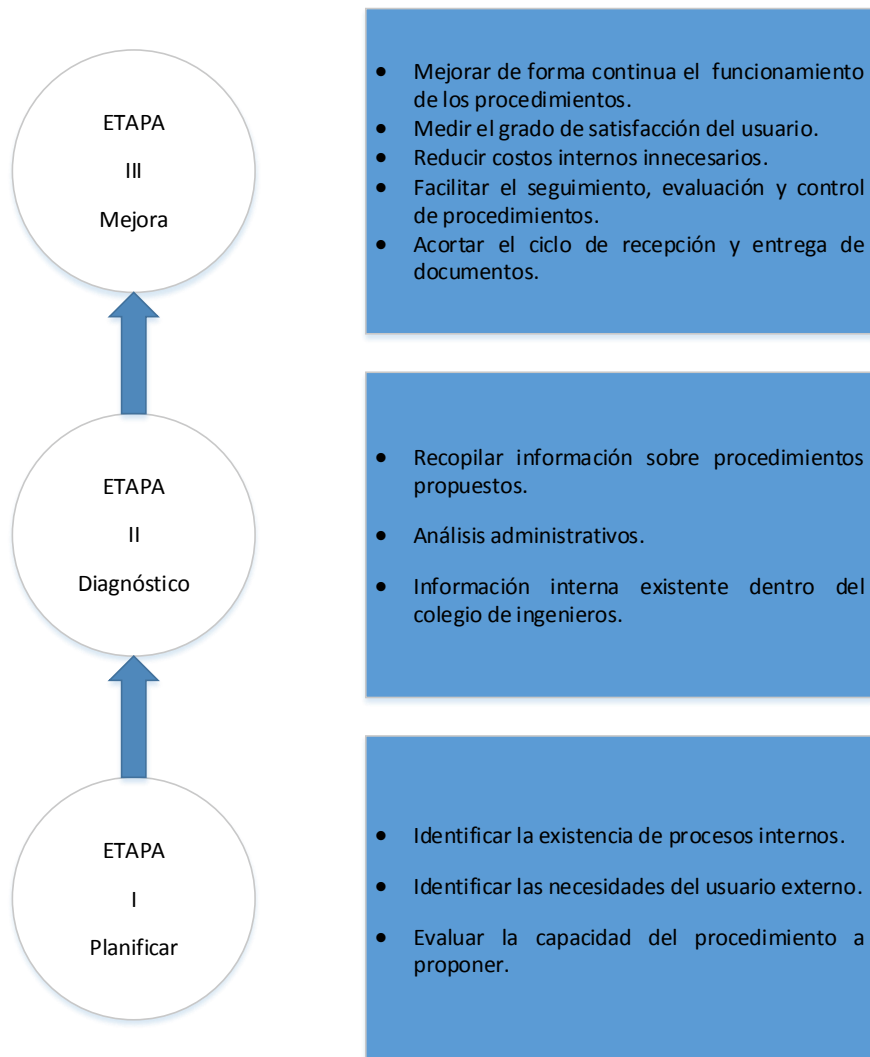 ETAPA
III
Mejora
• Mejorar de forma continua el funcionamiento
de los procedimientos.
• Medir el grado de satisfacción del usuario.
• Reducir costos internos innecesarios.
• Facilitar el seguimiento, evaluación y control
de procedimientos.
• Acortar el ciclo de recepción y entrega de
documentos.
ETAPA
II
Diagnóstico
• Recopilar información sobre procedimientos
propuestos.
• Análisis administrativos.
• Información interna existente dentro del
colegio de ingenieros.
ETAPA
I
Planificar
• Identificar la existencia de procesos internos.
• Identificar las necesidades del usuario externo.
• Evaluar la capacidad del procedimiento a
proponer.